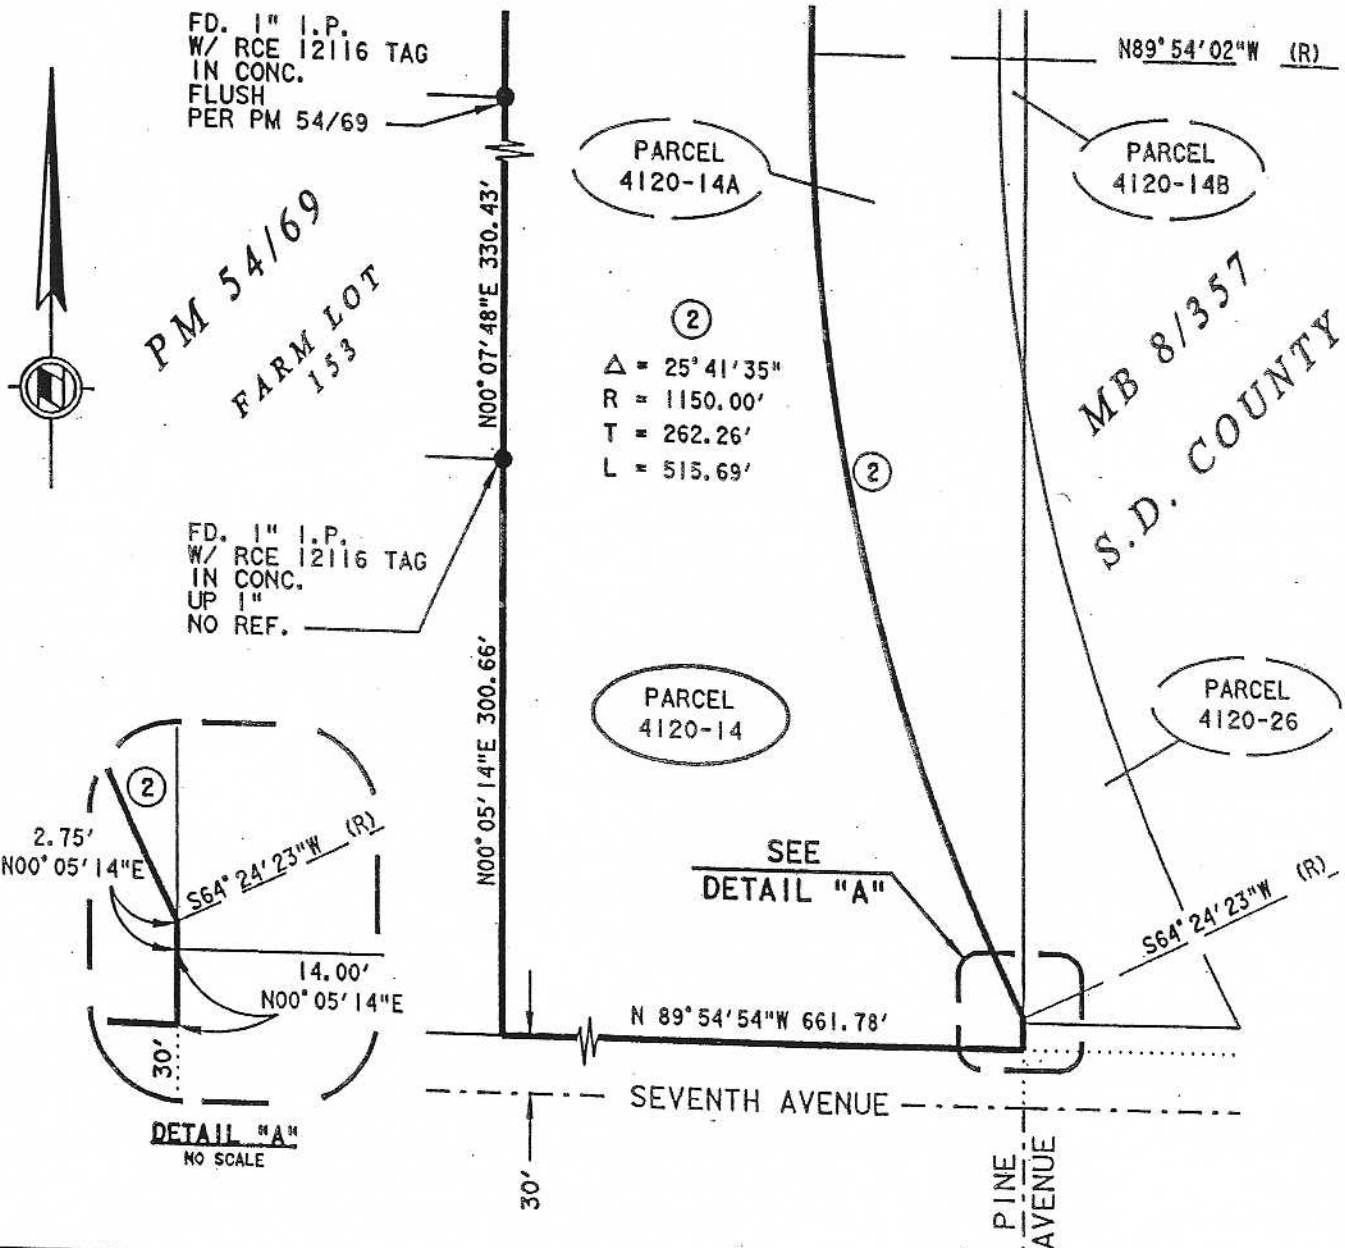 FD. 1" I.P.
W/ RCE 12116 TAG
IN CONC.
FLUSH
PER PM 54/69
N89°54'02"W (R)
PARCEL
4120-14A
PARCEL
4120-14B
PM 54/69
FARM LOT
153
N00°07'48"E 330.43'
2
Δ = 25°41'35"
R = 1150.00'
T = 262.26'
L = 515.69'
MB 8/357
S.D. COUNTY
2
FD. 1" I.P.
W/ RCE 12116 TAG
IN CONC.
UP 1"
NO REF.
N00°05'14"E 300.66'
PARCEL
4120-14
PARCEL
4120-26
2
2.75'
N00°05'14"E
S64°24'23"W (R)
14.00'
N00°05'14"E
30'
DETAIL "A"
NO SCALE
SEE
DETAIL "A"
S64°24'23"W (R)
N 89°54'54"W 661.78'
SEVENTH AVENUE
30'
PINE
AVENUE